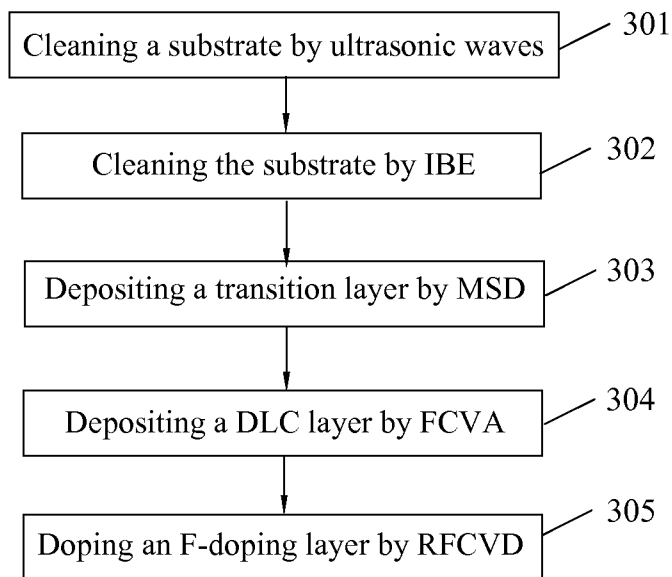 Cleaning a substrate by ultrasonic waves
301
Cleaning the substrate by IBE
302
Depositing a transition layer by MSD
303
Depositing a DLC layer by FCVA
304
Doping an F-doping layer by RFCVD
305